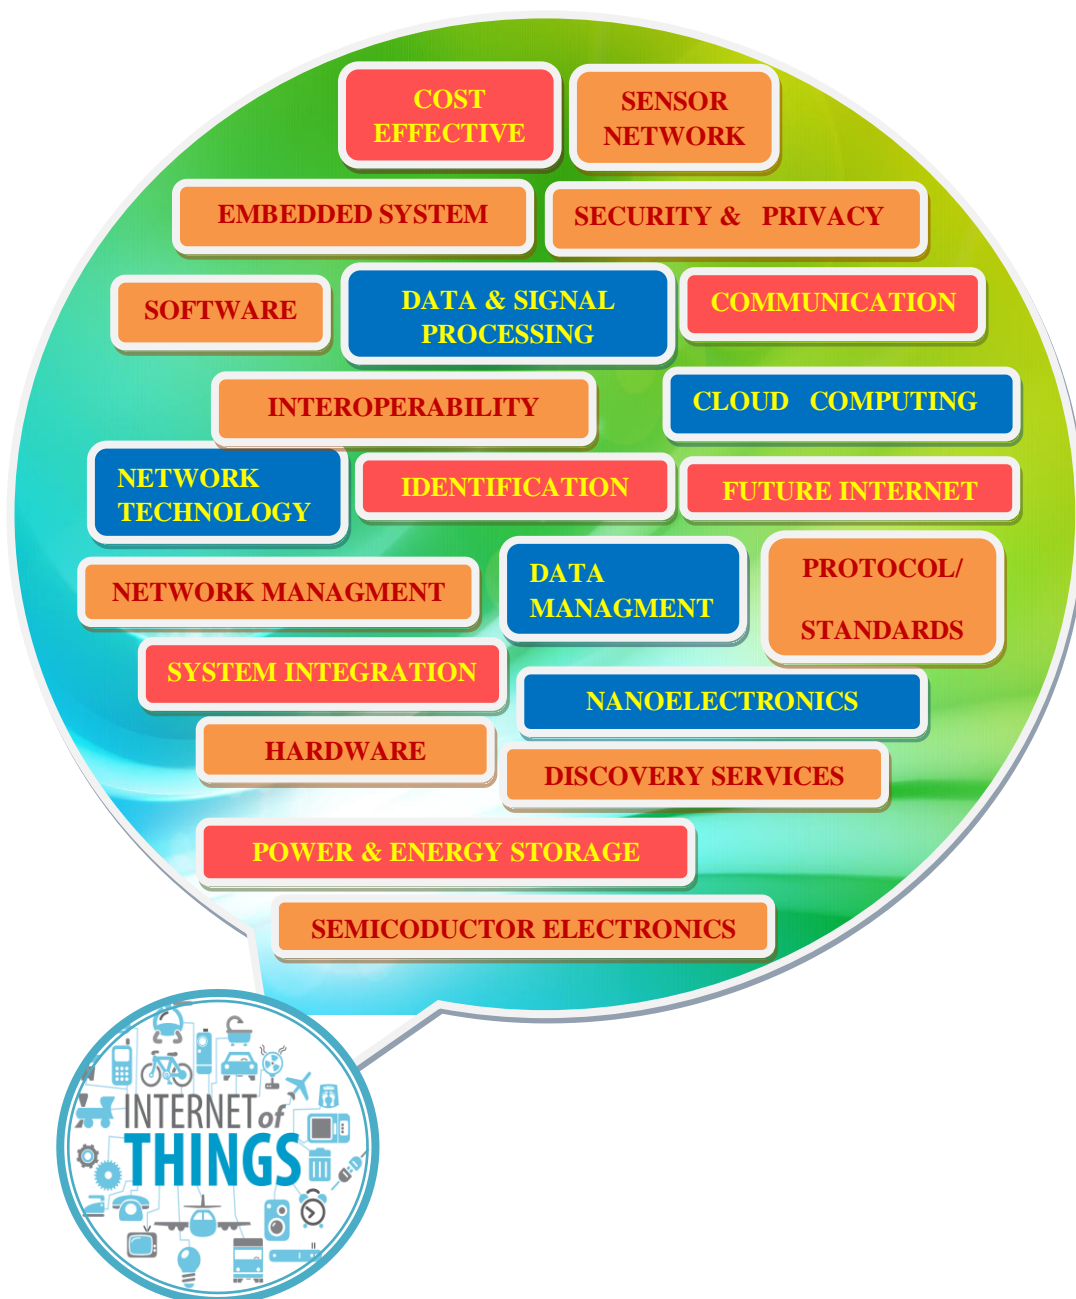 COST
EFFECTIVE
SENSOR
NETWORK
EMBEDDED SYSTEM
SECURITY & PRIVACY
SOFTWARE
DATA & SIGNAL
PROCESSING
COMMUNICATION
INTEROPERABILITY
CLOUD COMPUTING
NETWORK
TECHNOLOGY
IDENTIFICATION
FUTURE INTERNET
NETWORK MANAGMENT
DATA
MANAGMENT
PROTOCOL/
STANDARDS
SYSTEM INTEGRATION
NANOELECTRONICS
HARDWARE
DISCOVERY SERVICES
POWER & ENERGY STORAGE
SEMICODUCTOR ELECTRONICS
INTERNET of
THINGS